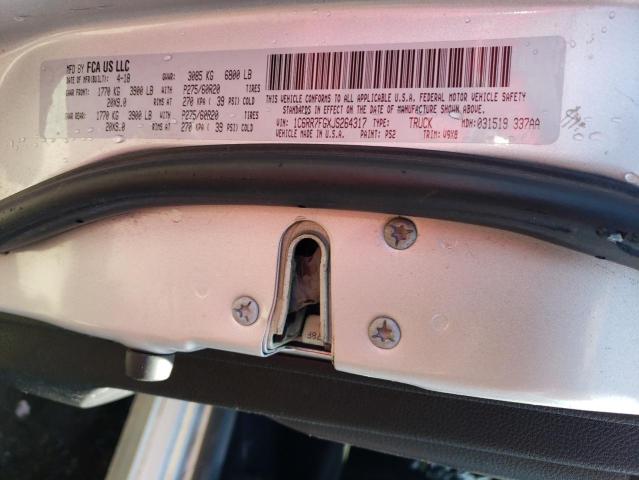 MFD BY FCA US LLC
DATE OF MFR(BUILT): 4-18 GVWR: 3085 KG 6800 LB
GAWR FRONT: 1770 KG 3900 LB WITH P275/60R20 TIRES
20X9.0 RIMS AT 270 KPA ( 39 PSI) COLD
GAWR REAR: 1770 KG 3900 LB WITH P275/60R20 TIRES
20X9.0 RIMS AT 270 KPA ( 39 PSI) COLD
THIS VEHICLE CONFORMS TO ALL APPLICABLE U.S.A. FEDERAL MOTOR VEHICLE SAFETY
STANDARDS IN EFFECT ON THE DATE OF MANUFACTURE SHOWN ABOVE.
VIN: 1C6RR7FGXJS264317 TYPE: TRUCK MDH: 031519 337AA
VEHICLE MADE IN U.S.A. PAINT: PS2 TRIM: V9X8